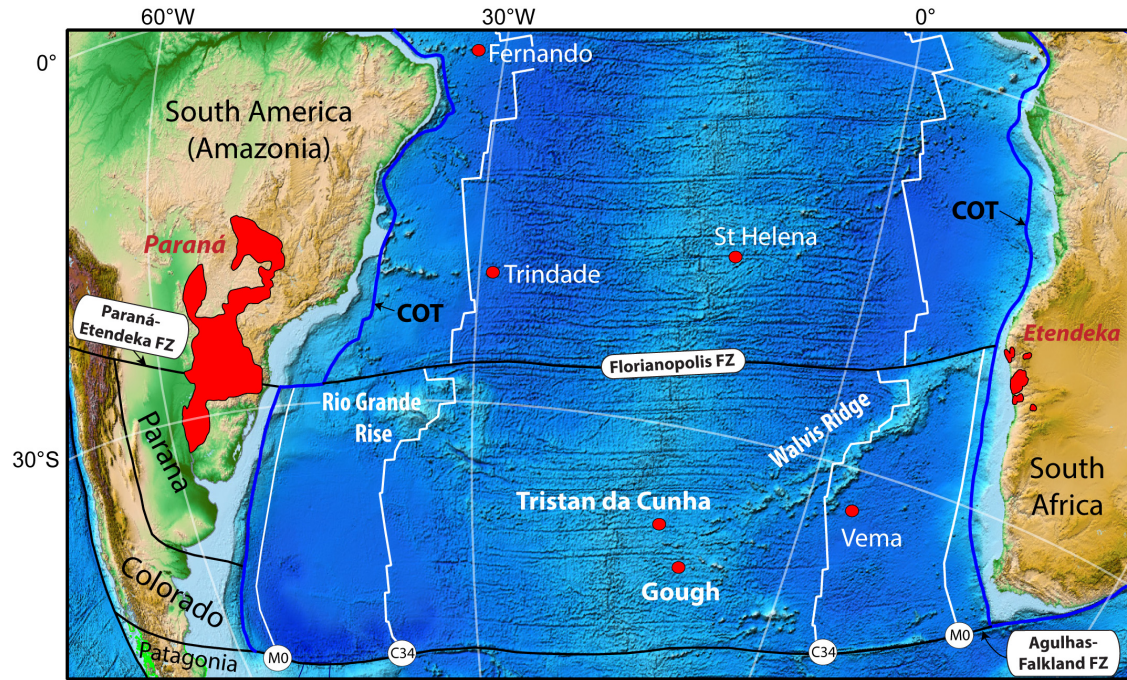 60°W
30°W
0°
0°
Fernando
South America
(Amazonia)
COT
Paraná
St Helena
Trindade
COT
Paraná-
Etendeka FZ
Etendeka
Florianopolis FZ
Rio Grande
Rise
Walvis Ridge
Parana
30°S
South
Africa
Tristan da Cunha
Vema
Gough
Colorado
Patagonia
M0
C34
C34
M0
Agulhas-
Falkland FZ